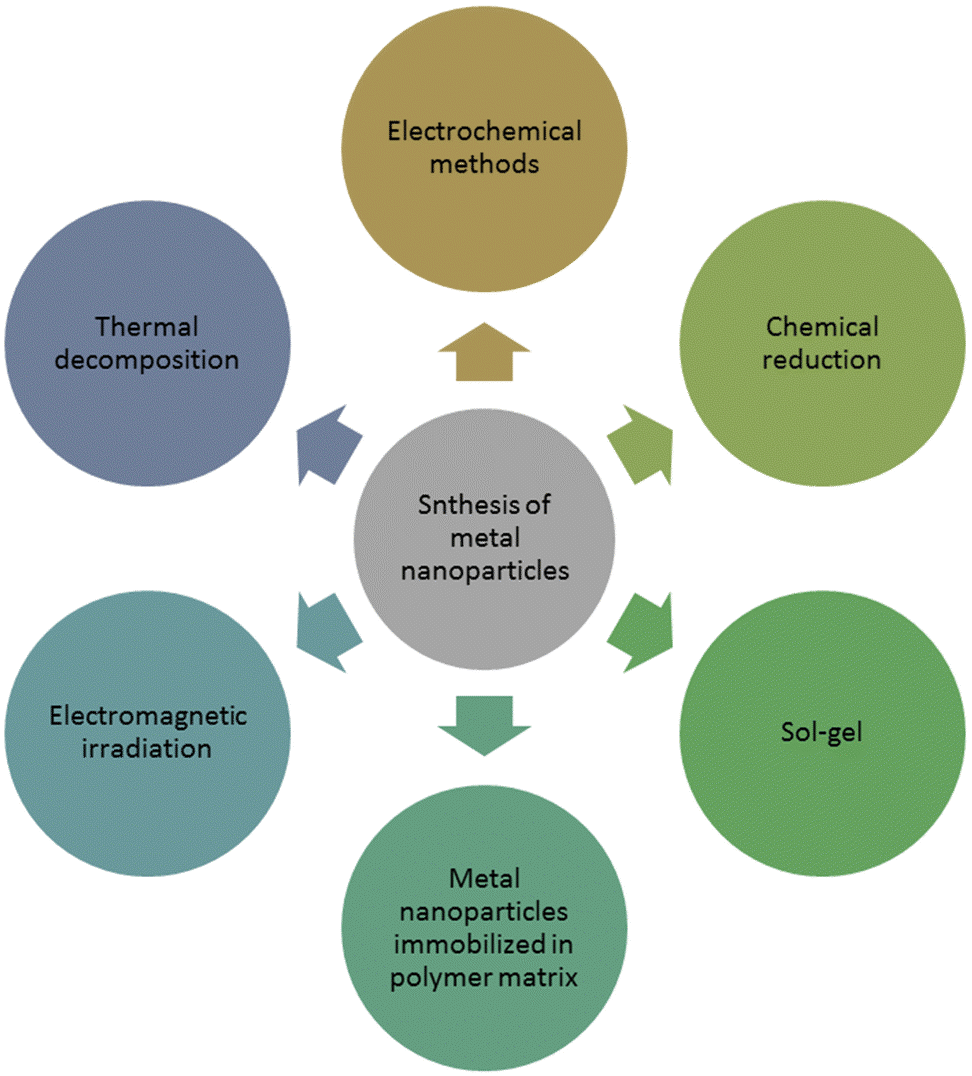 Electrochemical
methods
Thermal
decomposition
Chemical
reduction
Snthesis of
metal
nanoparticles
Electromagnetic
irradiation
Sol-gel
Metal
nanoparticles
immobilized in
polymer matrix